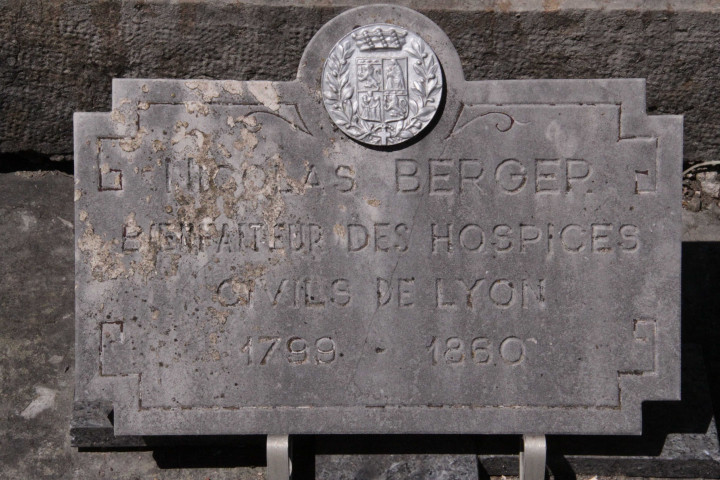 NICOLAS BERGER
BIENFAITEUR DES HOSPICES
CIVILS DE LYON
1799 - 1860